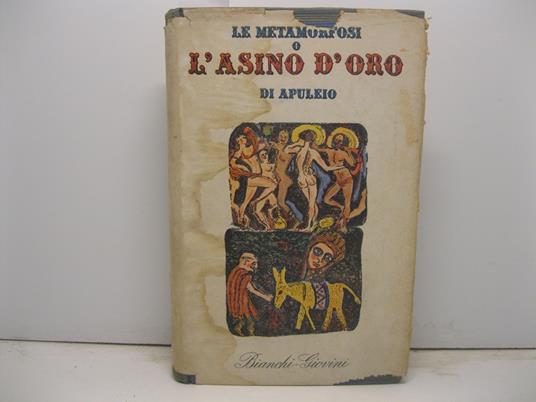 LE METAMORFOSI
O
L'ASINO D'ORO
DI APULEIO
Bianchi-Giovini